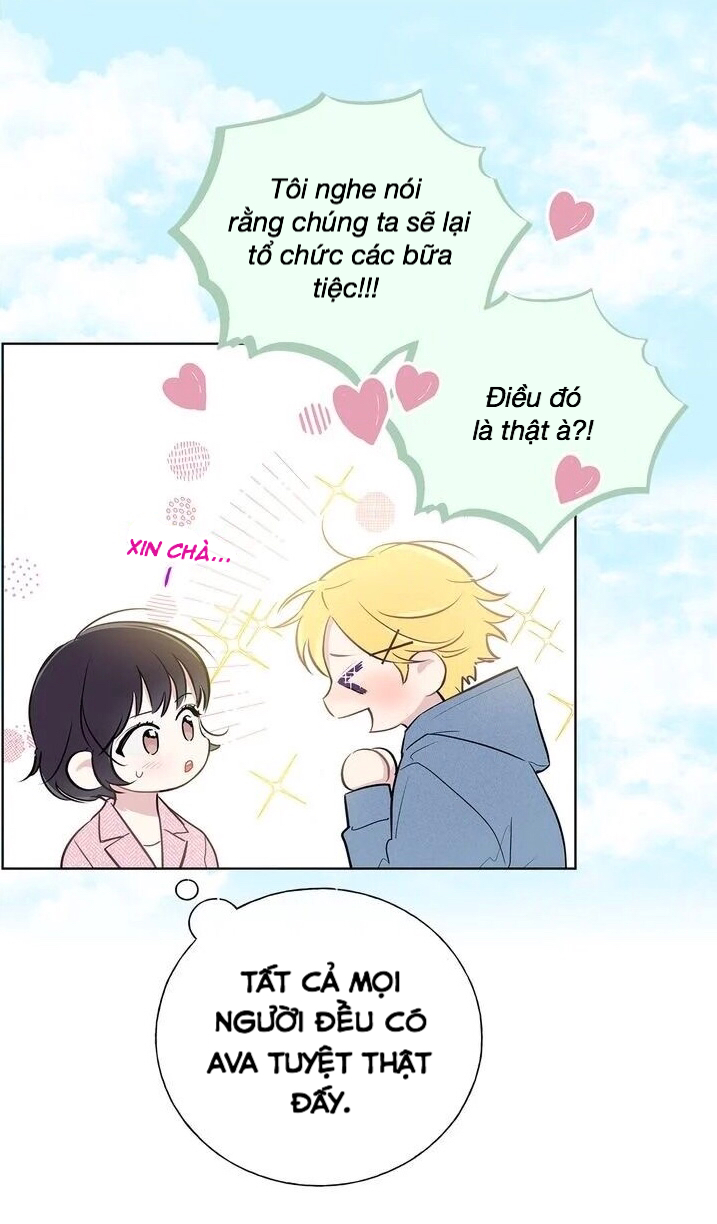 Tôi nghe nói
rằng chúng ta sẽ lại
tổ chức các bữa
tiệc!!!
Điều đó
là thật à?!
XIN CHÀ...
TẤT CẢ MỌI
NGƯỜI ĐỀU CÓ
AVA TUYỆT THẬT
ĐẤY.